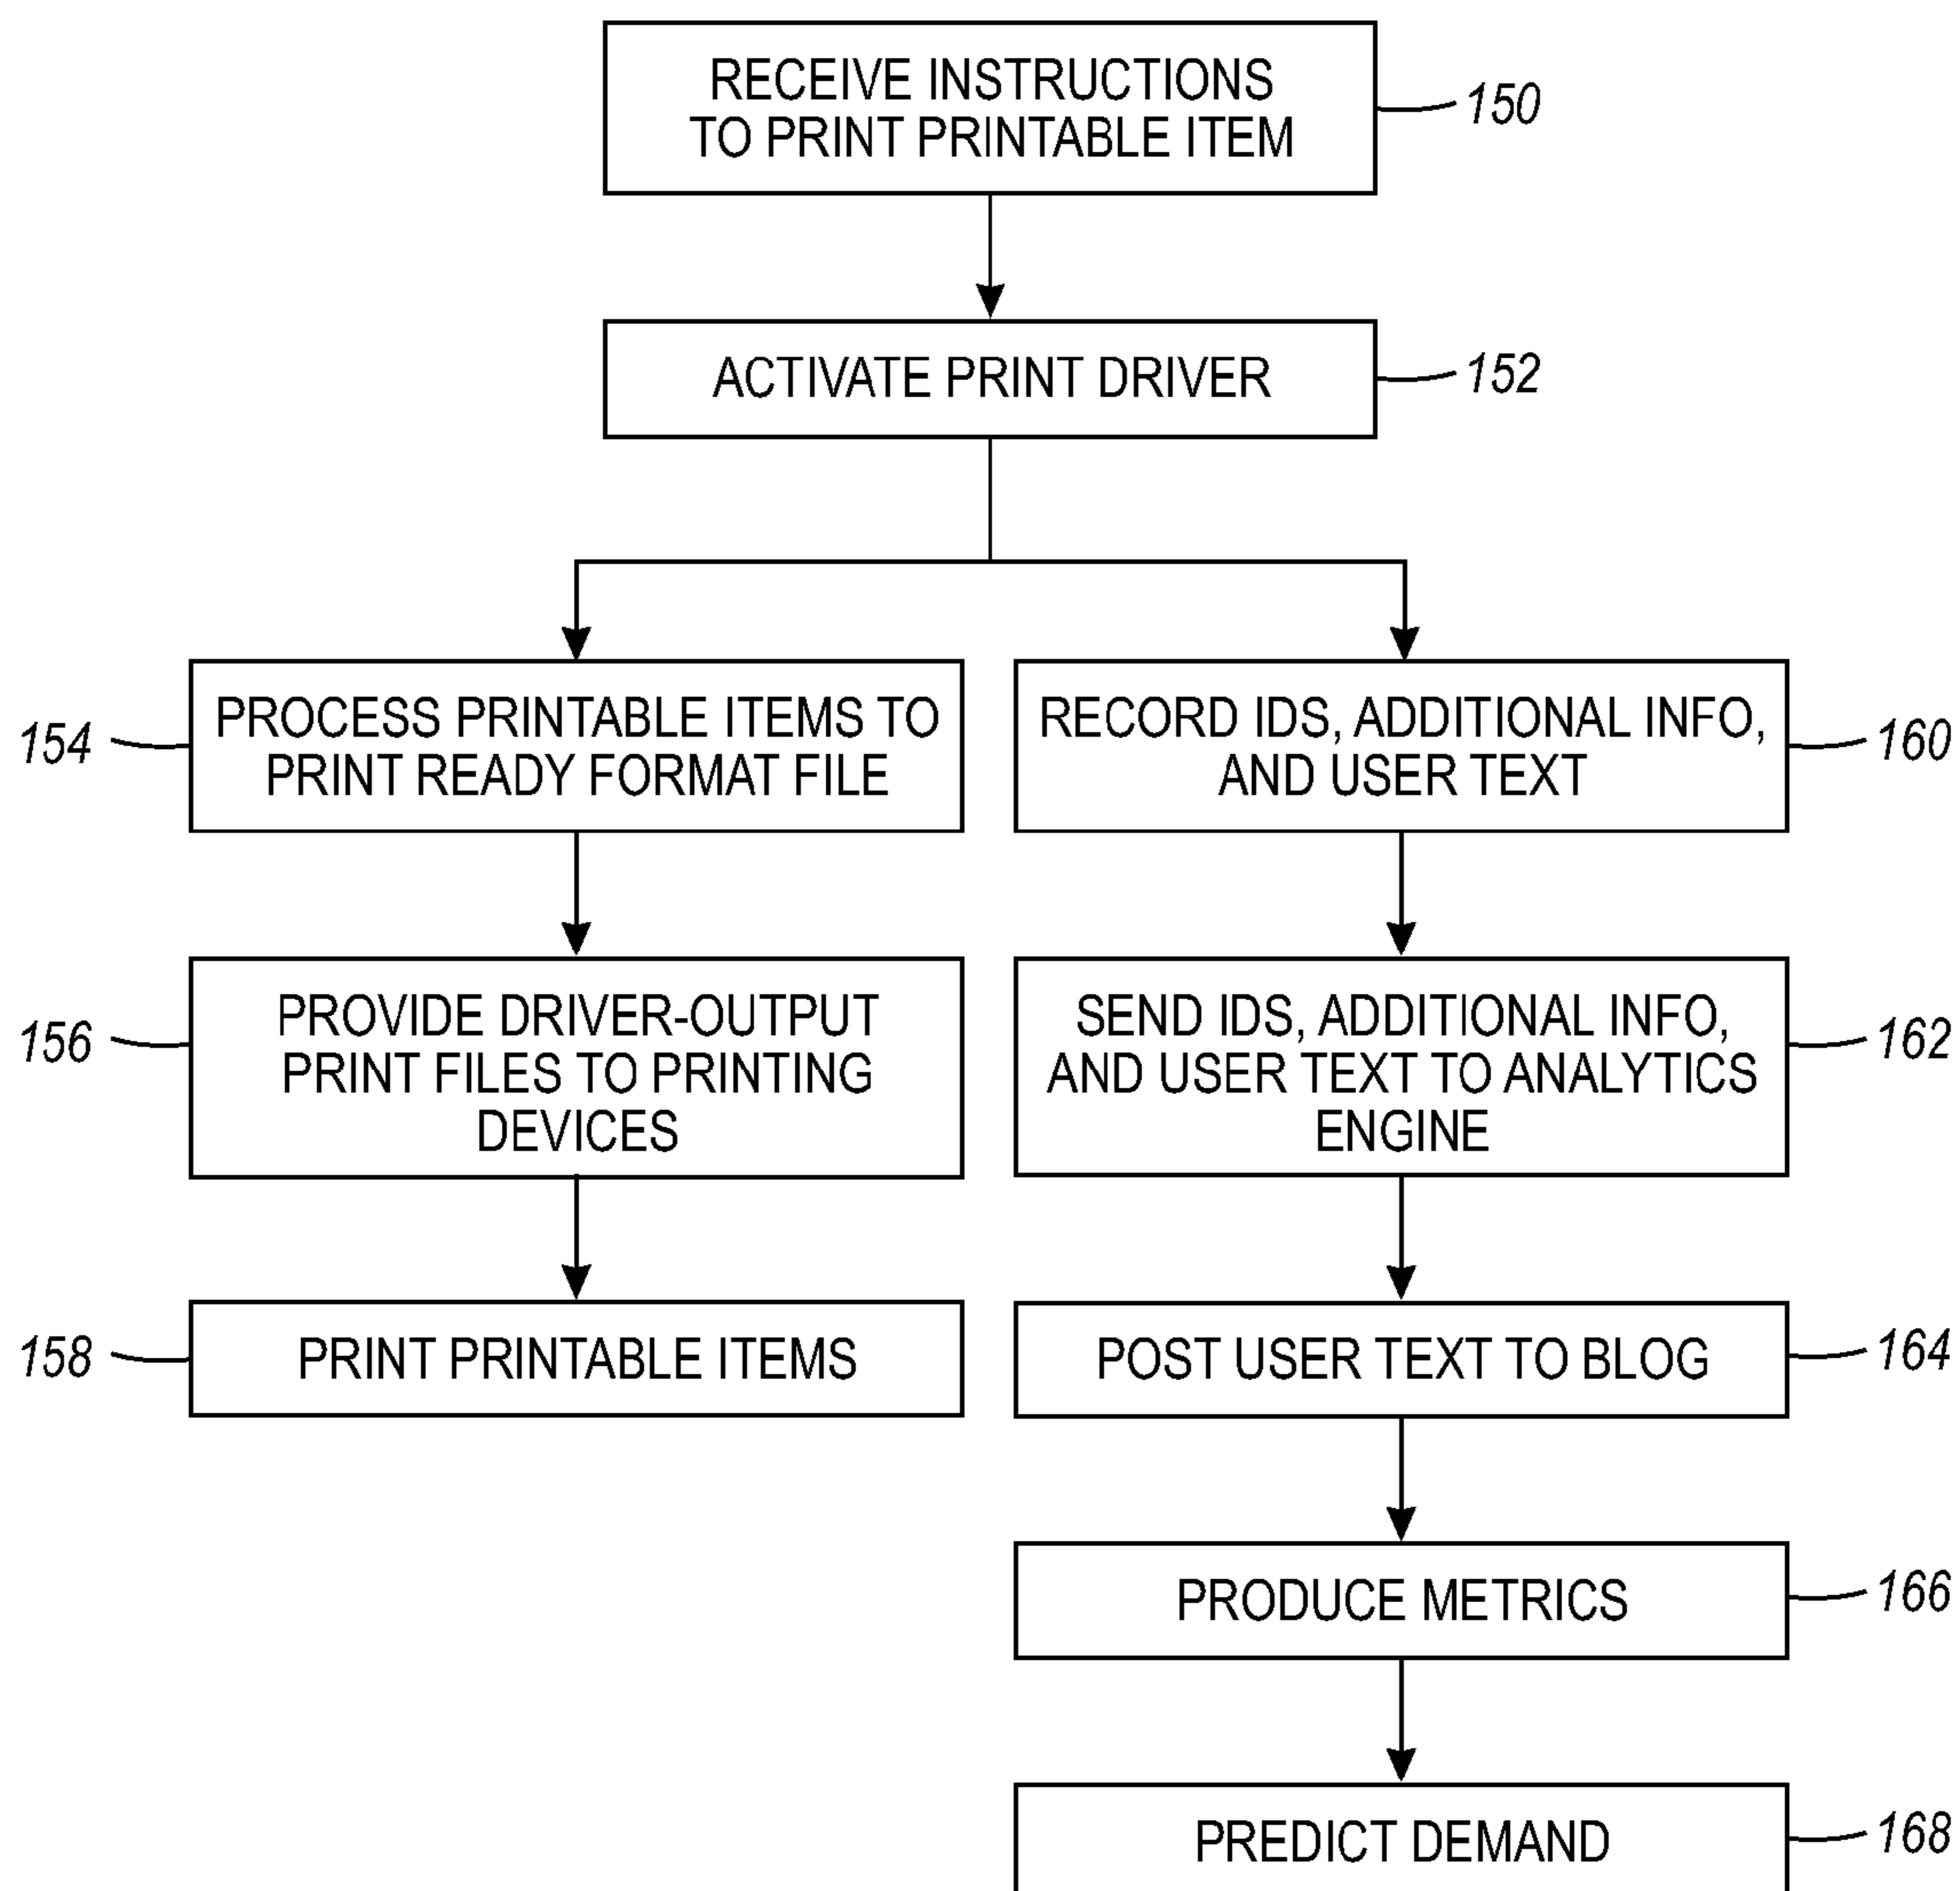 RECEIVE INSTRUCTIONS
TO PRINT PRINTABLE ITEM
150
ACTIVATE PRINT DRIVER
152
154
PROCESS PRINTABLE ITEMS TO
PRINT READY FORMAT FILE
RECORD IDS, ADDITIONAL INFO,
AND USER TEXT
160
156
PROVIDE DRIVER-OUTPUT
PRINT FILES TO PRINTING
DEVICES
SEND IDS, ADDITIONAL INFO,
AND USER TEXT TO ANALYTICS
ENGINE
162
158
PRINT PRINTABLE ITEMS
POST USER TEXT TO BLOG
164
PRODUCE METRICS
166
PREDICT DEMAND
168